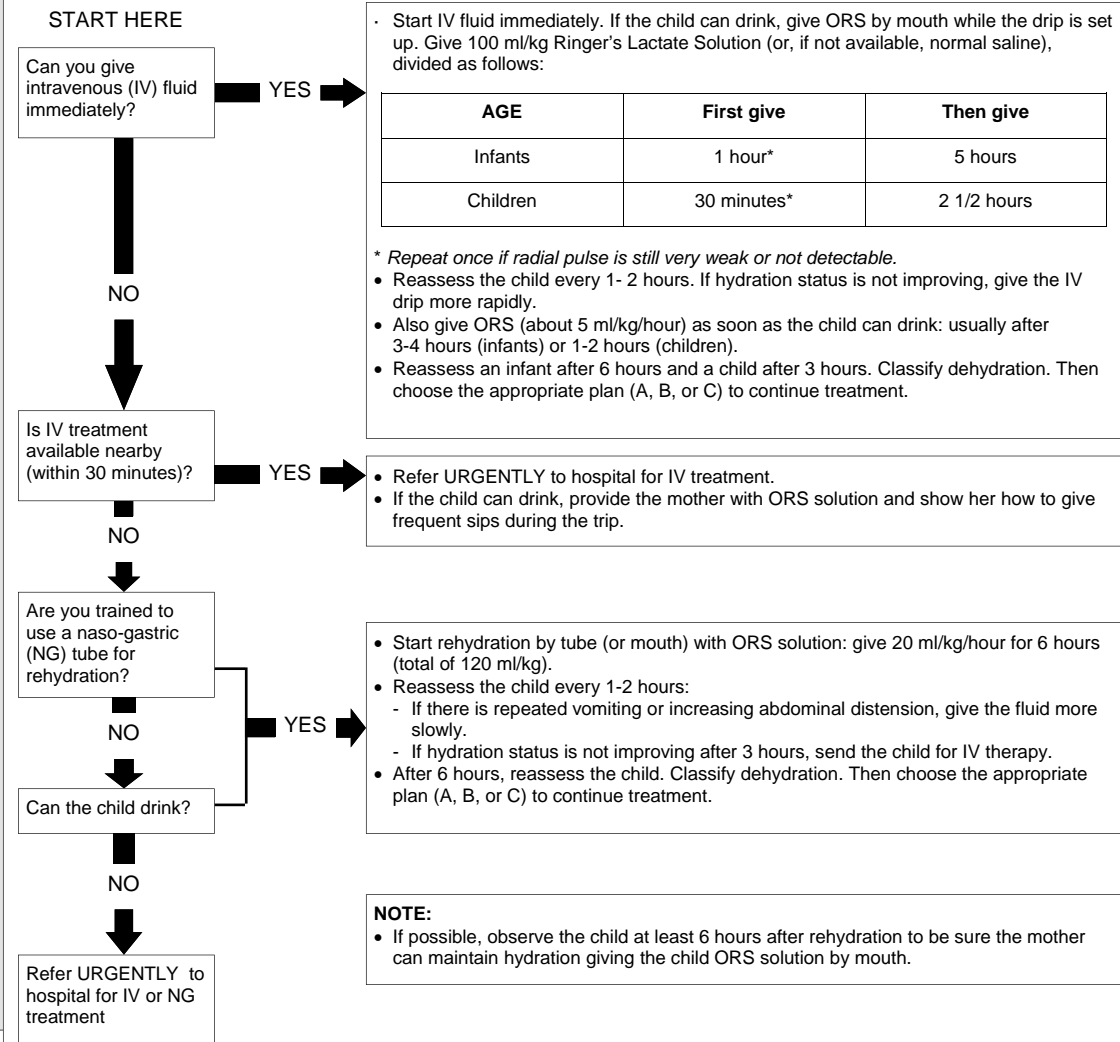 START HERE
Can you give
intravenous (IV) fluid
immediately?
YES
· Start IV fluid immediately. If the child can drink, give ORS by mouth while the drip is set
up. Give 100 ml/kg Ringer's Lactate Solution (or, if not available, normal saline),
divided as follows:
AGE First give Then give
Infants 1 hour* 5 hours
Children 30 minutes* 2 1/2 hours
* Repeat once if radial pulse is still very weak or not detectable.
• Reassess the child every 1- 2 hours. If hydration status is not improving, give the IV
drip more rapidly.
• Also give ORS (about 5 ml/kg/hour) as soon as the child can drink: usually after
3-4 hours (infants) or 1-2 hours (children).
• Reassess an infant after 6 hours and a child after 3 hours. Classify dehydration. Then
choose the appropriate plan (A, B, or C) to continue treatment.
NO
Is IV treatment
available nearby
(within 30 minutes)?
YES
• Refer URGENTLY to hospital for IV treatment.
• If the child can drink, provide the mother with ORS solution and show her how to give
frequent sips during the trip.
NO
Are you trained to
use a naso-gastric
(NG) tube for
rehydration?
NO
Can the child drink?
YES
• Start rehydration by tube (or mouth) with ORS solution: give 20 ml/kg/hour for 6 hours
(total of 120 ml/kg).
• Reassess the child every 1-2 hours:
- If there is repeated vomiting or increasing abdominal distension, give the fluid more
slowly.
- If hydration status is not improving after 3 hours, send the child for IV therapy.
• After 6 hours, reassess the child. Classify dehydration. Then choose the appropriate
plan (A, B, or C) to continue treatment.
NO
Refer URGENTLY to
hospital for IV or NG
treatment
NOTE:
• If possible, observe the child at least 6 hours after rehydration to be sure the mother
can maintain hydration giving the child ORS solution by mouth.